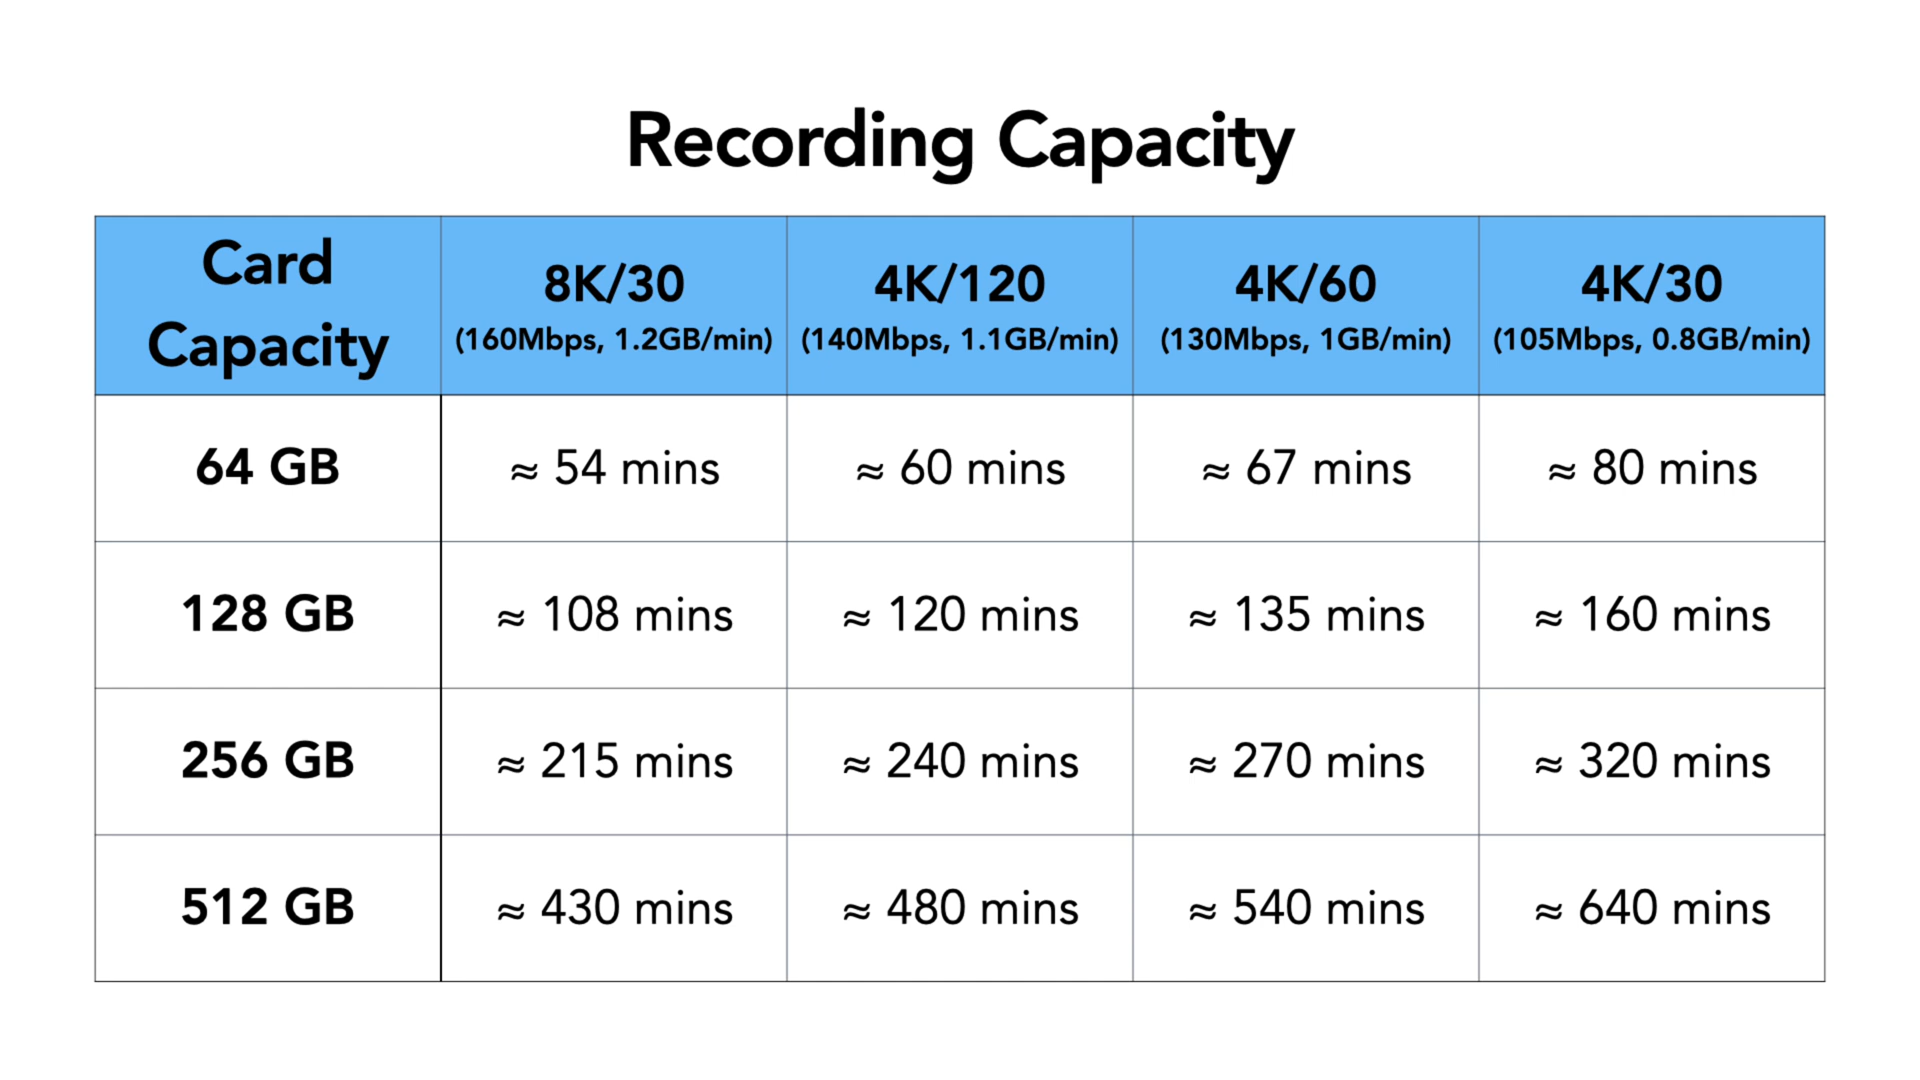 Recording Capacity
Card
Capacity
8K/30
(160Mbps, 1.2GB/min)
4K/120
(140Mbps, 1.1GB/min)
4K/60
(130Mbps, 1GB/min)
4K/30
(105Mbps, 0.8GB/min)
64 GB
≈ 54 mins
≈ 60 mins
≈ 67 mins
≈ 80 mins
128 GB
≈ 108 mins
≈ 120 mins
≈ 135 mins
≈ 160 mins
256 GB
≈ 215 mins
≈ 240 mins
≈ 270 mins
≈ 320 mins
512 GB
≈ 430 mins
≈ 480 mins
≈ 540 mins
≈ 640 mins